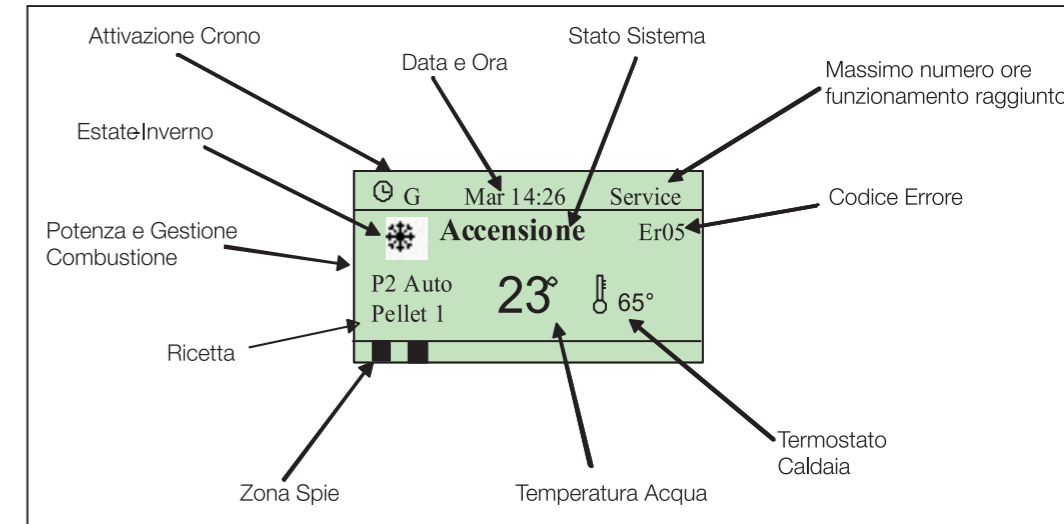 Attivazione Crono
Stato Sistema
Data e Ora
Massimo numero ore
funzionamento raggiunto
Estate-Inverno
Codice Errore
Potenza e Gestione
Combustione
G Mar 14:26 Service
Accensione Er05
P2 Auto
Pellet 1
23° 65°
Ricetta
Termostato
Caldaia
Zona Spie
Temperatura Acqua